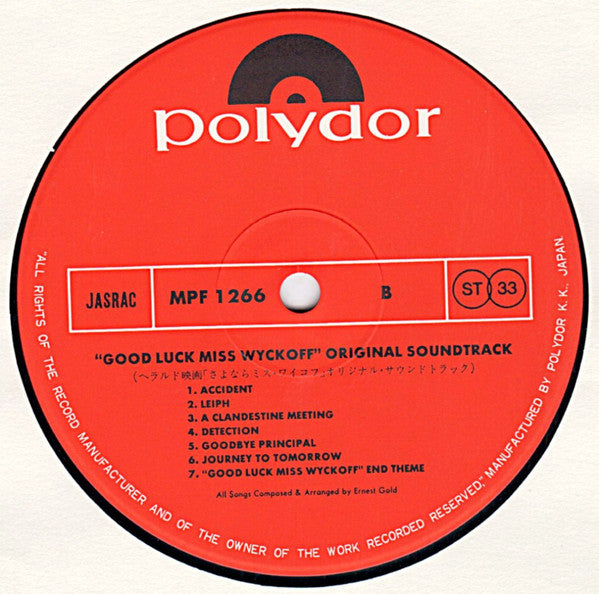 polydor
JASRAC MPF 1266 B ST 33
“GOOD LUCK MISS WYCKOFF” ORIGINAL SOUNDTRACK
(ヘラルド映画「さよならミス・ワイコフ」オリジナル・サウンドトラック)
1. ACCIDENT
2. LEIPH
3. A CLANDESTINE MEETING
4. DETECTION
5. GOODBYE PRINCIPAL
6. JOURNEY TO TOMORROW
7. “GOOD LUCK MISS WYCKOFF” END THEME
All Songs Composed & Arranged by Ernest Gold
“ALL RIGHTS OF THE RECORD MANUFACTURER AND OF THE OWNER OF THE WORK RECORDED RESERVED,” MANUFACTURED BY POLYDOR K.K., JAPAN.